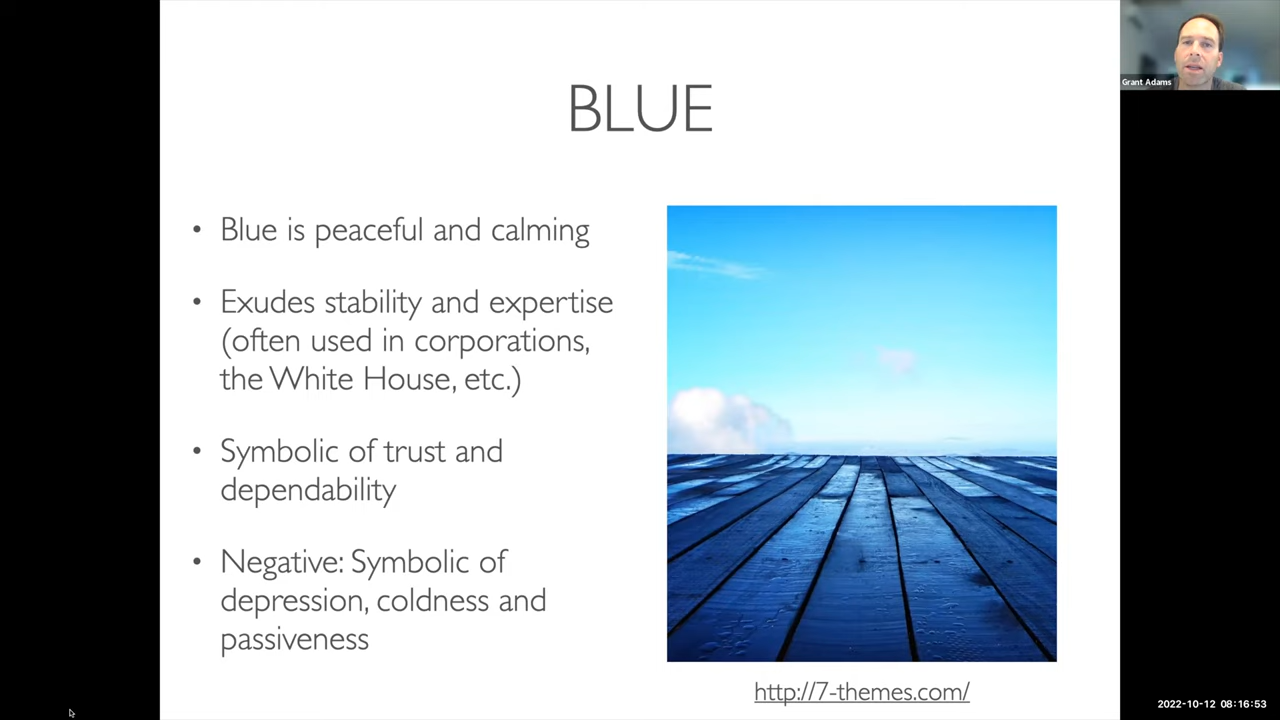 Grant Adams
BLUE
• Blue is peaceful and calming
• Exudes stability and expertise
(often used in corporations,
the White House, etc.)
• Symbolic of trust and
dependability
• Negative: Symbolic of
depression, coldness and
passiveness
http://7-themes.com/
2022-10-12 08:16:53